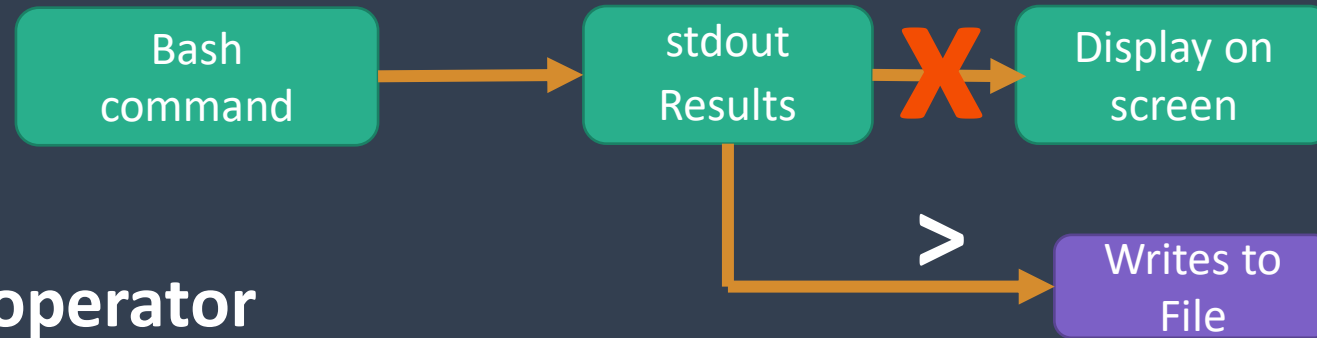 Bash
command
stdout
Results
X
Display on
screen
>
Writes to
File
operator